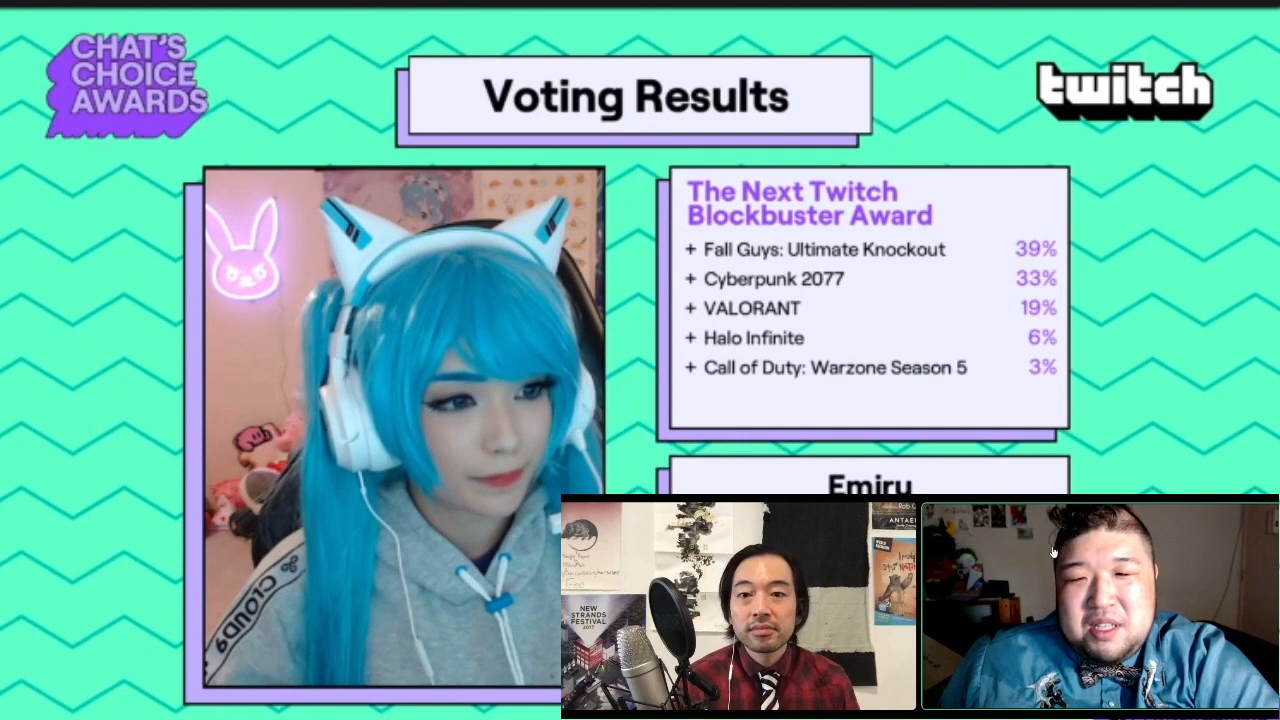 CHAT'S
CHOICE
AWARDS
Voting Results
twitch
The Next Twitch
Blockbuster Award
+ Fall Guys: Ultimate Knockout 39%
+ Cyberpunk 2077 33%
+ VALORANT 19%
+ Halo Infinite 6%
+ Call of Duty: Warzone Season 5 3%
Emiru
CLOUD9
NEW
STRANDS
FESTIVAL
2017
ANTAE